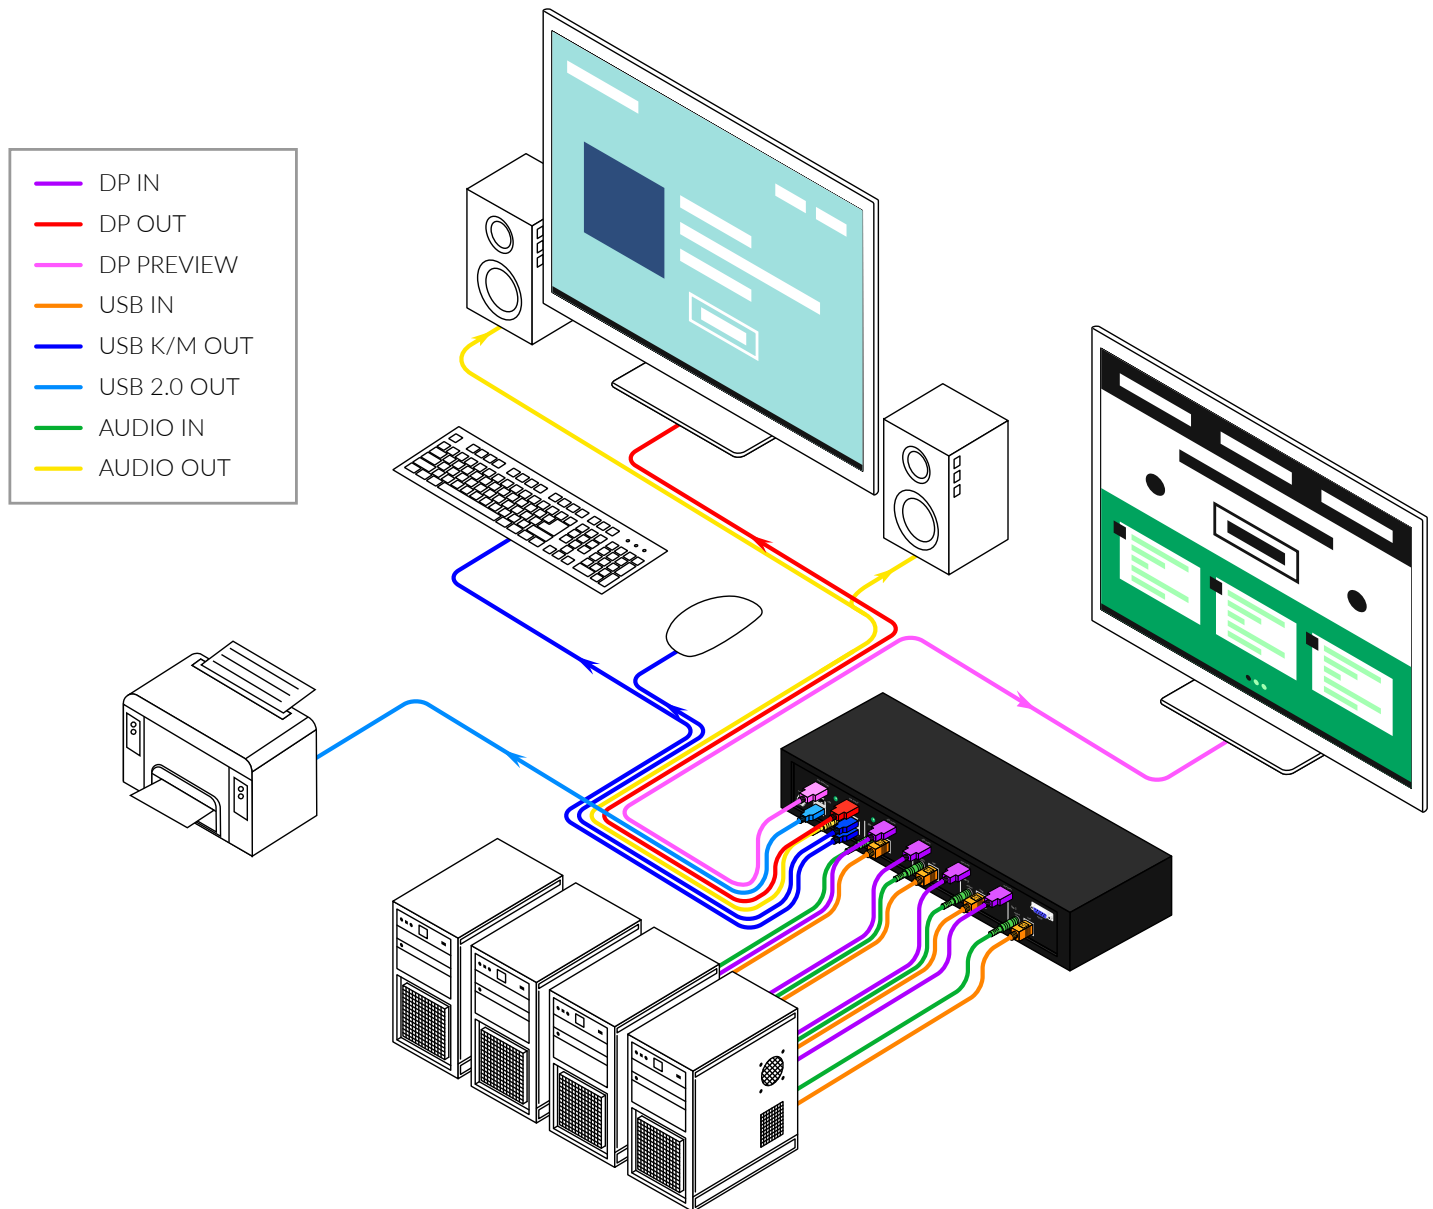 DP IN
DP OUT
DP PREVIEW
USB IN
USB K/M OUT
USB 2.0 OUT
AUDIO IN
AUDIO OUT